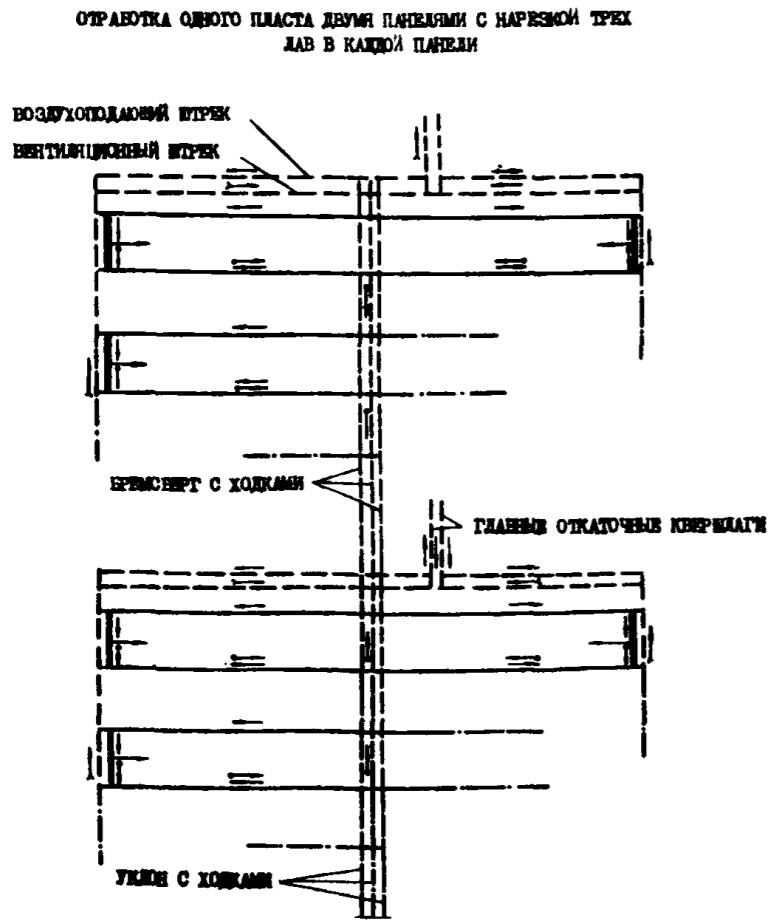 ОТРАБОТКА ОДНОГО ПЛАСТА ДВУМЯ ПАНЕЛЯМИ С НАРЕЗКОЙ ТРЕХ
ЛАВ В КАЖДОЙ ПАНЕЛИ
ВОЗДУХОПОДАЮЩИЙ ШТРЕК
ВЕНТИЛЯЦИОННЫЙ ШТРЕК
БРЕМСБЕРГ С ХОДКАМИ
ГЛАВНЫЕ ОТКАТОЧНЫЕ КВЕРШЛАГИ
УКЛОН С ХОДКАМИ